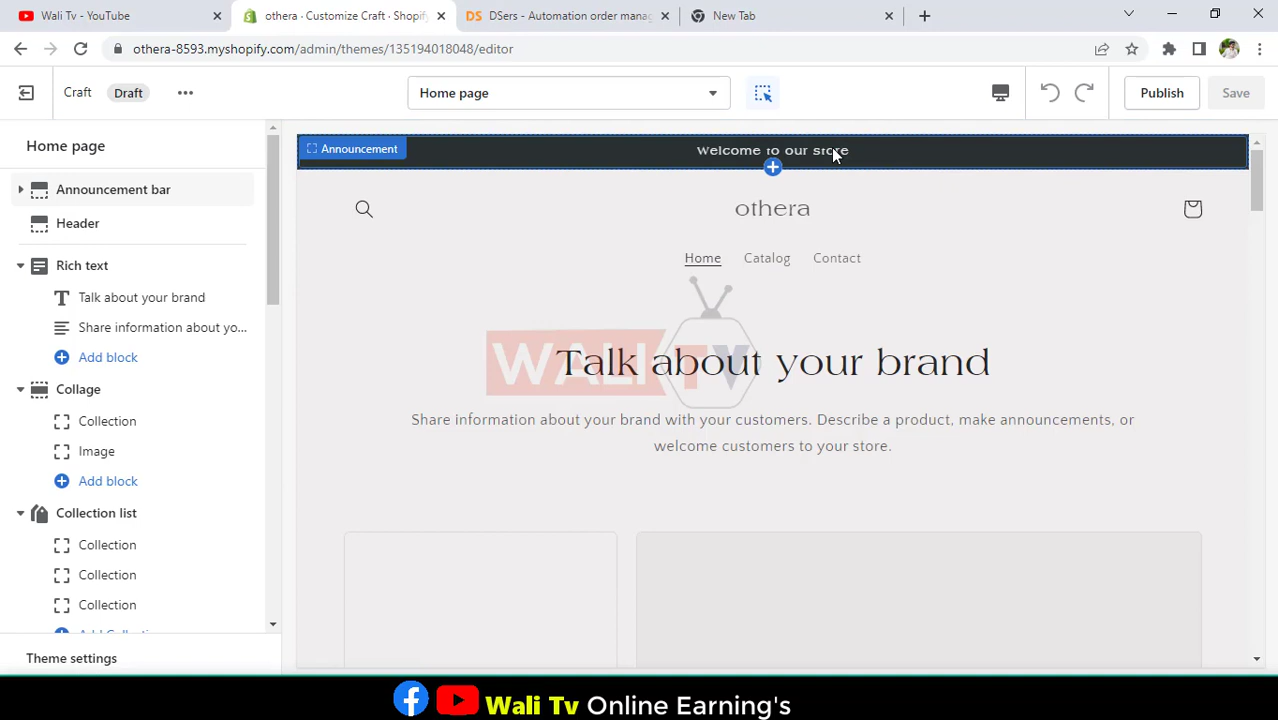 Wali Tv - YouTube
othera · Customize Craft · Shopify
DSers - Automation order manag
New Tab
othera-8593.myshopify.com/admin/themes/135194018048/editor
Craft
Draft
Home page
Publish
Save
Home page
Announcement bar
Header
Rich text
Talk about your brand
Share information about yo...
Add block
Collage
Collection
Image
Add block
Collection list
Collection
Collection
Collection
Theme settings
Announcement
Welcome to our store
othera
Home
Catalog
Contact
WALI TV
Talk about your brand
Share information about your brand with your customers. Describe a product, make announcements, or
welcome customers to your store.
Wali Tv Online Earning's